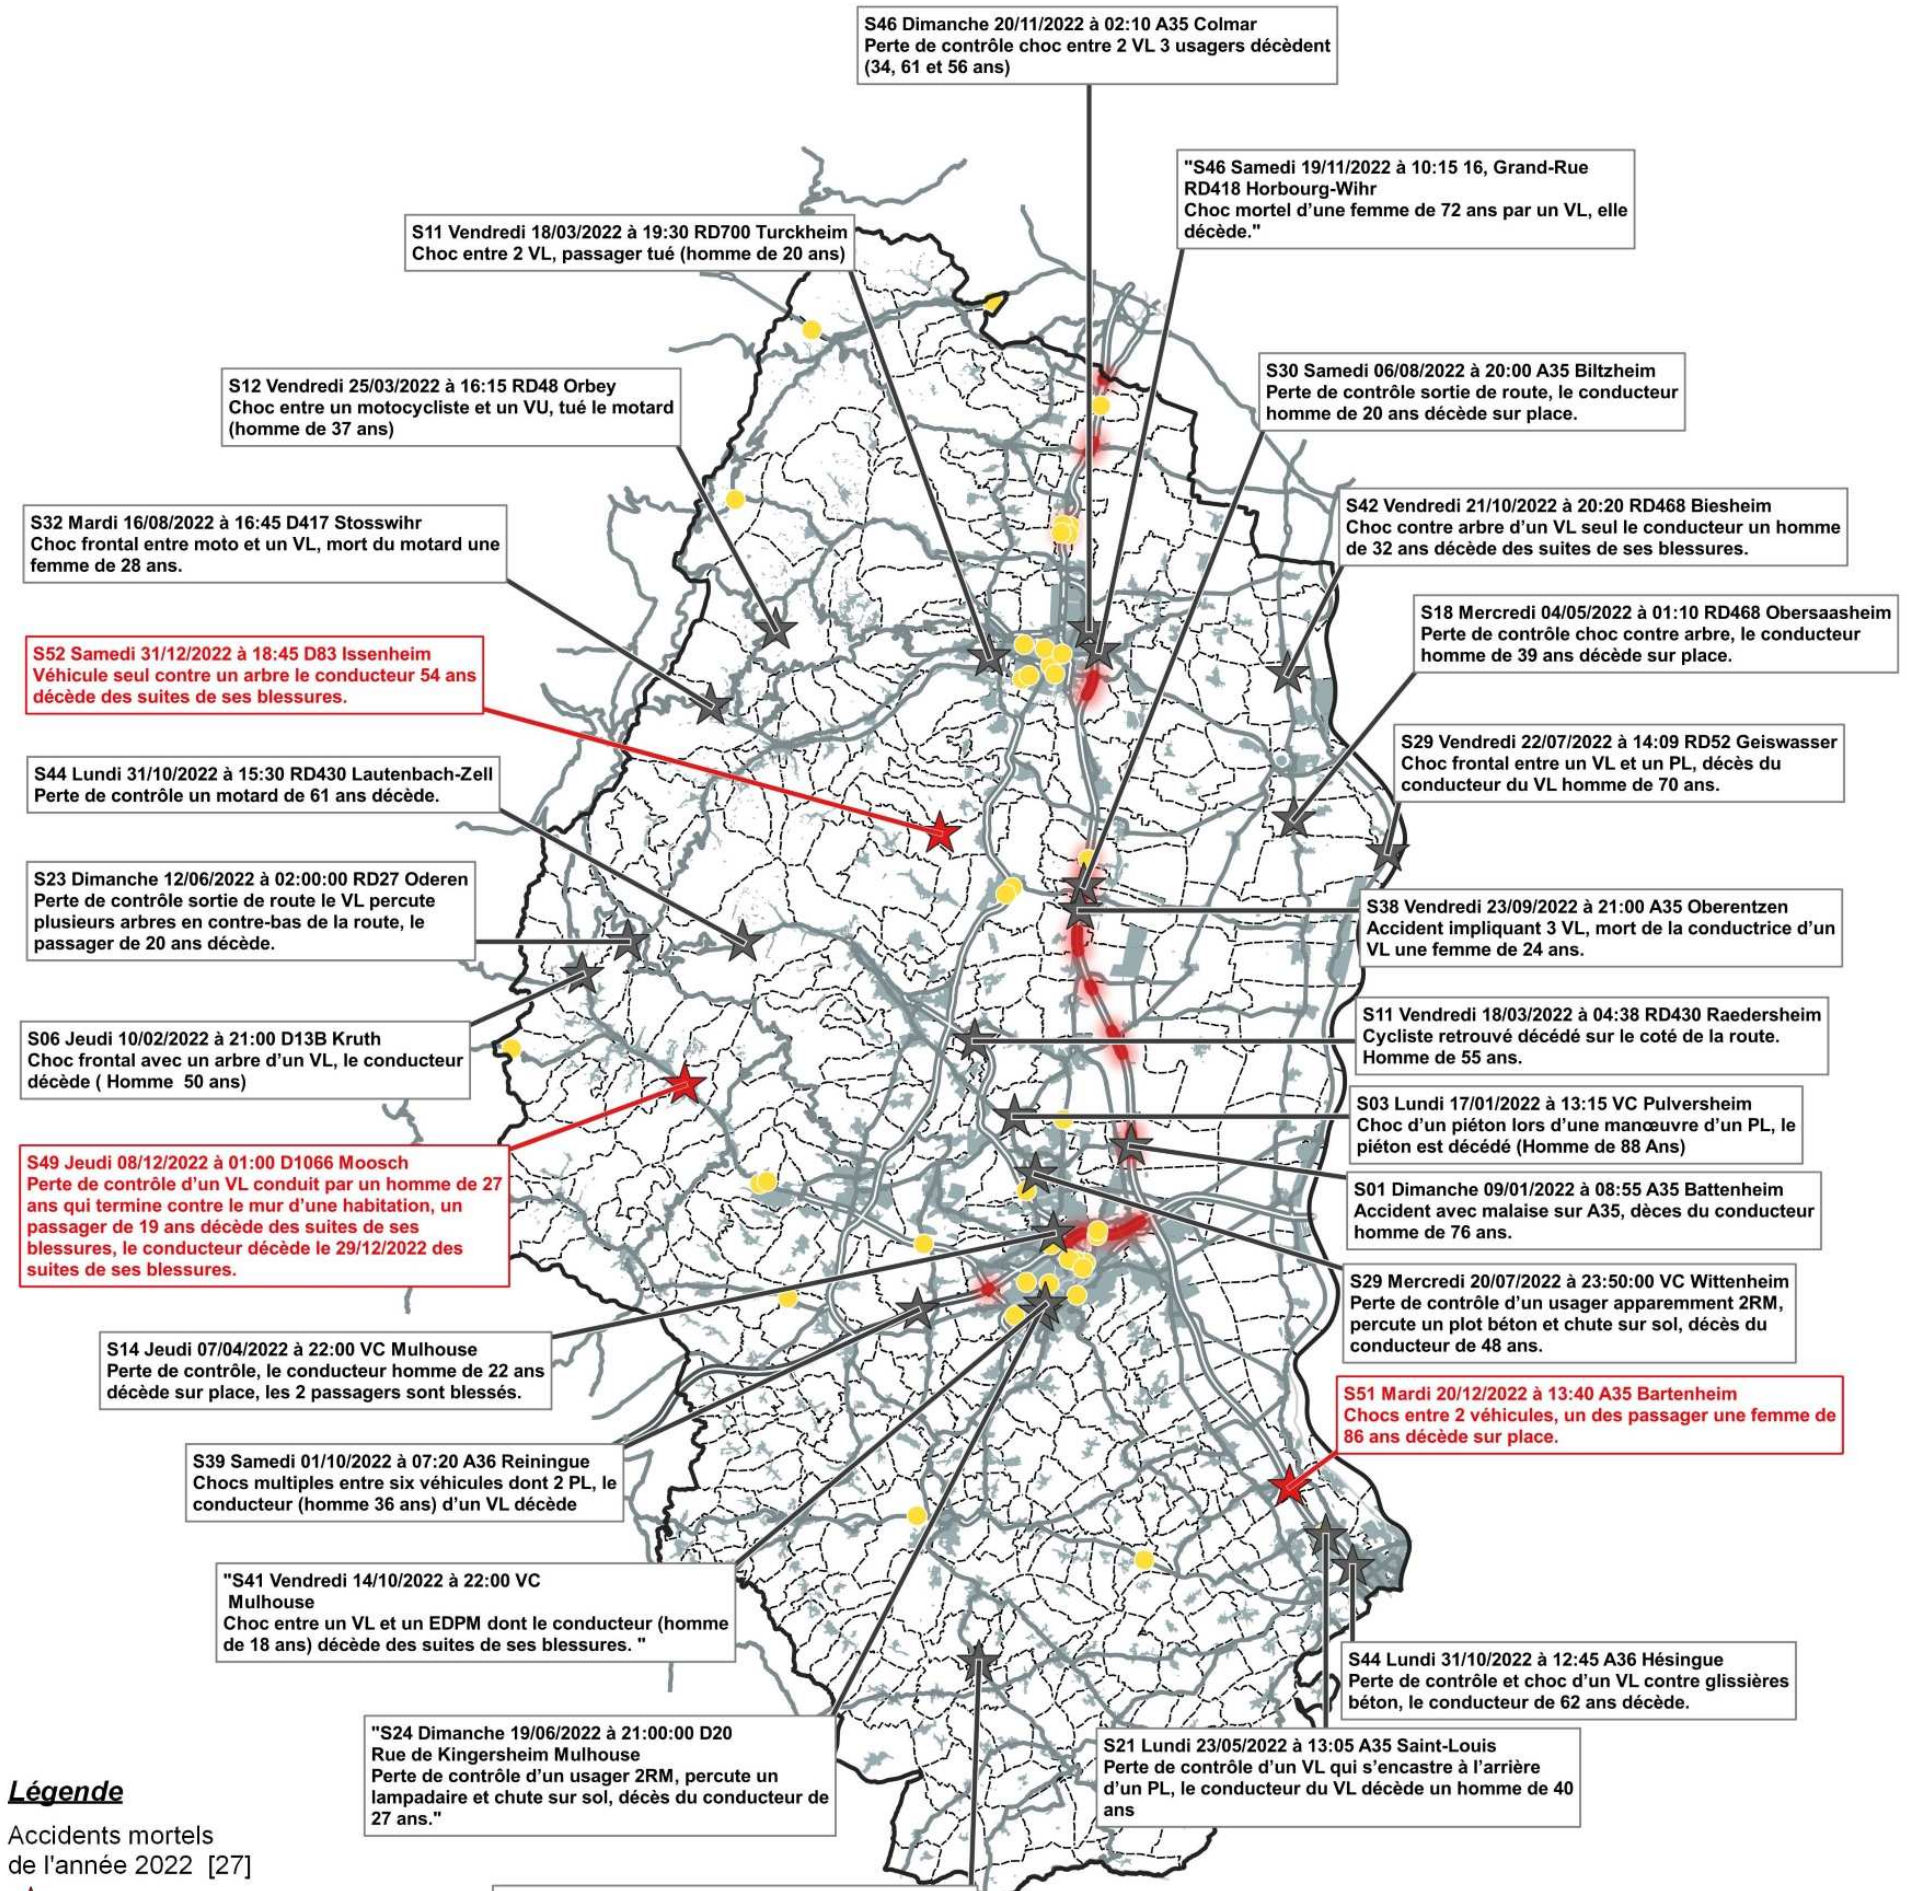 S46 Dimanche 20/11/2022 à 02:10 A35 Colmar
Perte de contrôle choc entre 2 VL 3 usagers décèdent
(34, 61 et 56 ans)
"S46 Samedi 19/11/2022 à 10:15 16, Grand-Rue
RD418 Horbourg-Wihr
Choc mortel d’une femme de 72 ans par un VL, elle
décède."
S11 Vendredi 18/03/2022 à 19:30 RD700 Turckheim
Choc entre 2 VL, passager tué (homme de 20 ans)
S30 Samedi 06/08/2022 à 20:00 A35 Biltzheim
Perte de contrôle sortie de route, le conducteur
homme de 20 ans décède sur place.
S12 Vendredi 25/03/2022 à 16:15 RD48 Orbey
Choc entre un motocycliste et un VU, tué le motard
(homme de 37 ans)
S42 Vendredi 21/10/2022 à 20:20 RD468 Biesheim
Choc contre arbre d’un VL seul le conducteur un homme
de 32 ans décède des suites de ses blessures.
S32 Mardi 16/08/2022 à 16:45 D417 Stosswihr
Choc frontal entre moto et un VL, mort du motard une
femme de 28 ans.
S18 Mercredi 04/05/2022 à 01:10 RD468 Obersaasheim
Perte de contrôle choc contre arbre, le conducteur
homme de 39 ans décède sur place.
S52 Samedi 31/12/2022 à 18:45 D83 Issenheim
Véhicule seul contre un arbre le conducteur 54 ans
décède des suites de ses blessures.
S29 Vendredi 22/07/2022 à 14:09 RD52 Geiswasser
Choc frontal entre un VL et un PL, décès du
conducteur du VL homme de 70 ans.
S44 Lundi 31/10/2022 à 15:30 RD430 Lautenbach-Zell
Perte de contrôle un motard de 61 ans décède.
S23 Dimanche 12/06/2022 à 02:00:00 RD27 Oderen
Perte de contrôle sortie de route le VL percute
plusieurs arbres en contre-bas de la route, le
passager de 20 ans décède.
S38 Vendredi 23/09/2022 à 21:00 A35 Oberentzen
Accident impliquant 3 VL, mort de la conductrice d’un
VL une femme de 24 ans.
S11 Vendredi 18/03/2022 à 04:38 RD430 Raedersheim
Cycliste retrouvé décédé sur le coté de la route.
Homme de 55 ans.
S06 Jeudi 10/02/2022 à 21:00 D13B Kruth
Choc frontal avec un arbre d’un VL, le conducteur
décède ( Homme 50 ans)
S03 Lundi 17/01/2022 à 13:15 VC Pulversheim
Choc d’un piéton lors d’une manœuvre d’un PL, le
piéton est décédé (Homme de 88 Ans)
S49 Jeudi 08/12/2022 à 01:00 D1066 Moosch
Perte de contrôle d’un VL conduit par un homme de 27
ans qui termine contre le mur d’une habitation, un
passager de 19 ans décède des suites de ses
blessures, le conducteur décède le 29/12/2022 des
suites de ses blessures.
S01 Dimanche 09/01/2022 à 08:55 A35 Battenheim
Accident avec malaise sur A35, dèces du conducteur
homme de 76 ans.
S29 Mercredi 20/07/2022 à 23:50:00 VC Wittenheim
Perte de contrôle d’un usager apparemment 2RM,
percute un plot béton et chute sur sol, décès du
conducteur de 48 ans.
S14 Jeudi 07/04/2022 à 22:00 VC Mulhouse
Perte de contrôle, le conducteur homme de 22 ans
décède sur place, les 2 passagers sont blessés.
S51 Mardi 20/12/2022 à 13:40 A35 Bartenheim
Chocs entre 2 véhicules, un des passager une femme de
86 ans décède sur place.
S39 Samedi 01/10/2022 à 07:20 A36 Reiningue
Chocs multiples entre six véhicules dont 2 PL, le
conducteur (homme 36 ans) d’un VL décède
"S41 Vendredi 14/10/2022 à 22:00 VC
Mulhouse
Choc entre un VL et un EDPM dont le conducteur (homme
de 18 ans) décède des suites de ses blessures. "
S44 Lundi 31/10/2022 à 12:45 A36 Hésingue
Perte de contrôle et choc d’un VL contre glissières
béton, le conducteur de 62 ans décède.
"S24 Dimanche 19/06/2022 à 21:00:00 D20
Rue de Kingersheim Mulhouse
Perte de contrôle d’un usager 2RM, percute un
lampadaire et chute sur sol, décès du conducteur de
27 ans."
S21 Lundi 23/05/2022 à 13:05 A35 Saint-Louis
Perte de contrôle d’un VL qui s’encastre à l’arrière
d’un PL, le conducteur du VL décède un homme de 40
ans
Légende
Accidents mortels
de l'année 2022 [27]